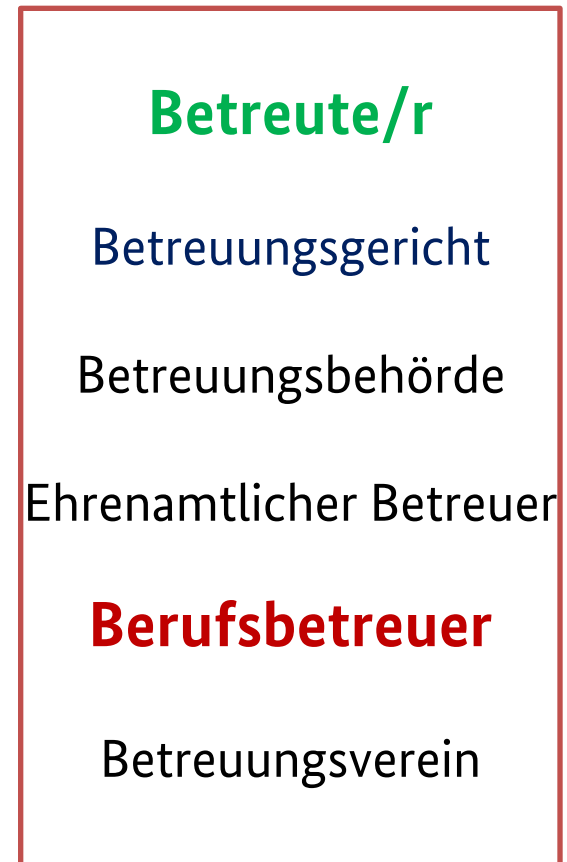 Betreute/r
Betreuungsgericht
Betreuungsbehörde
Ehrenamtlicher Betreuer
Berufsbetreuer
Betreuungsverein